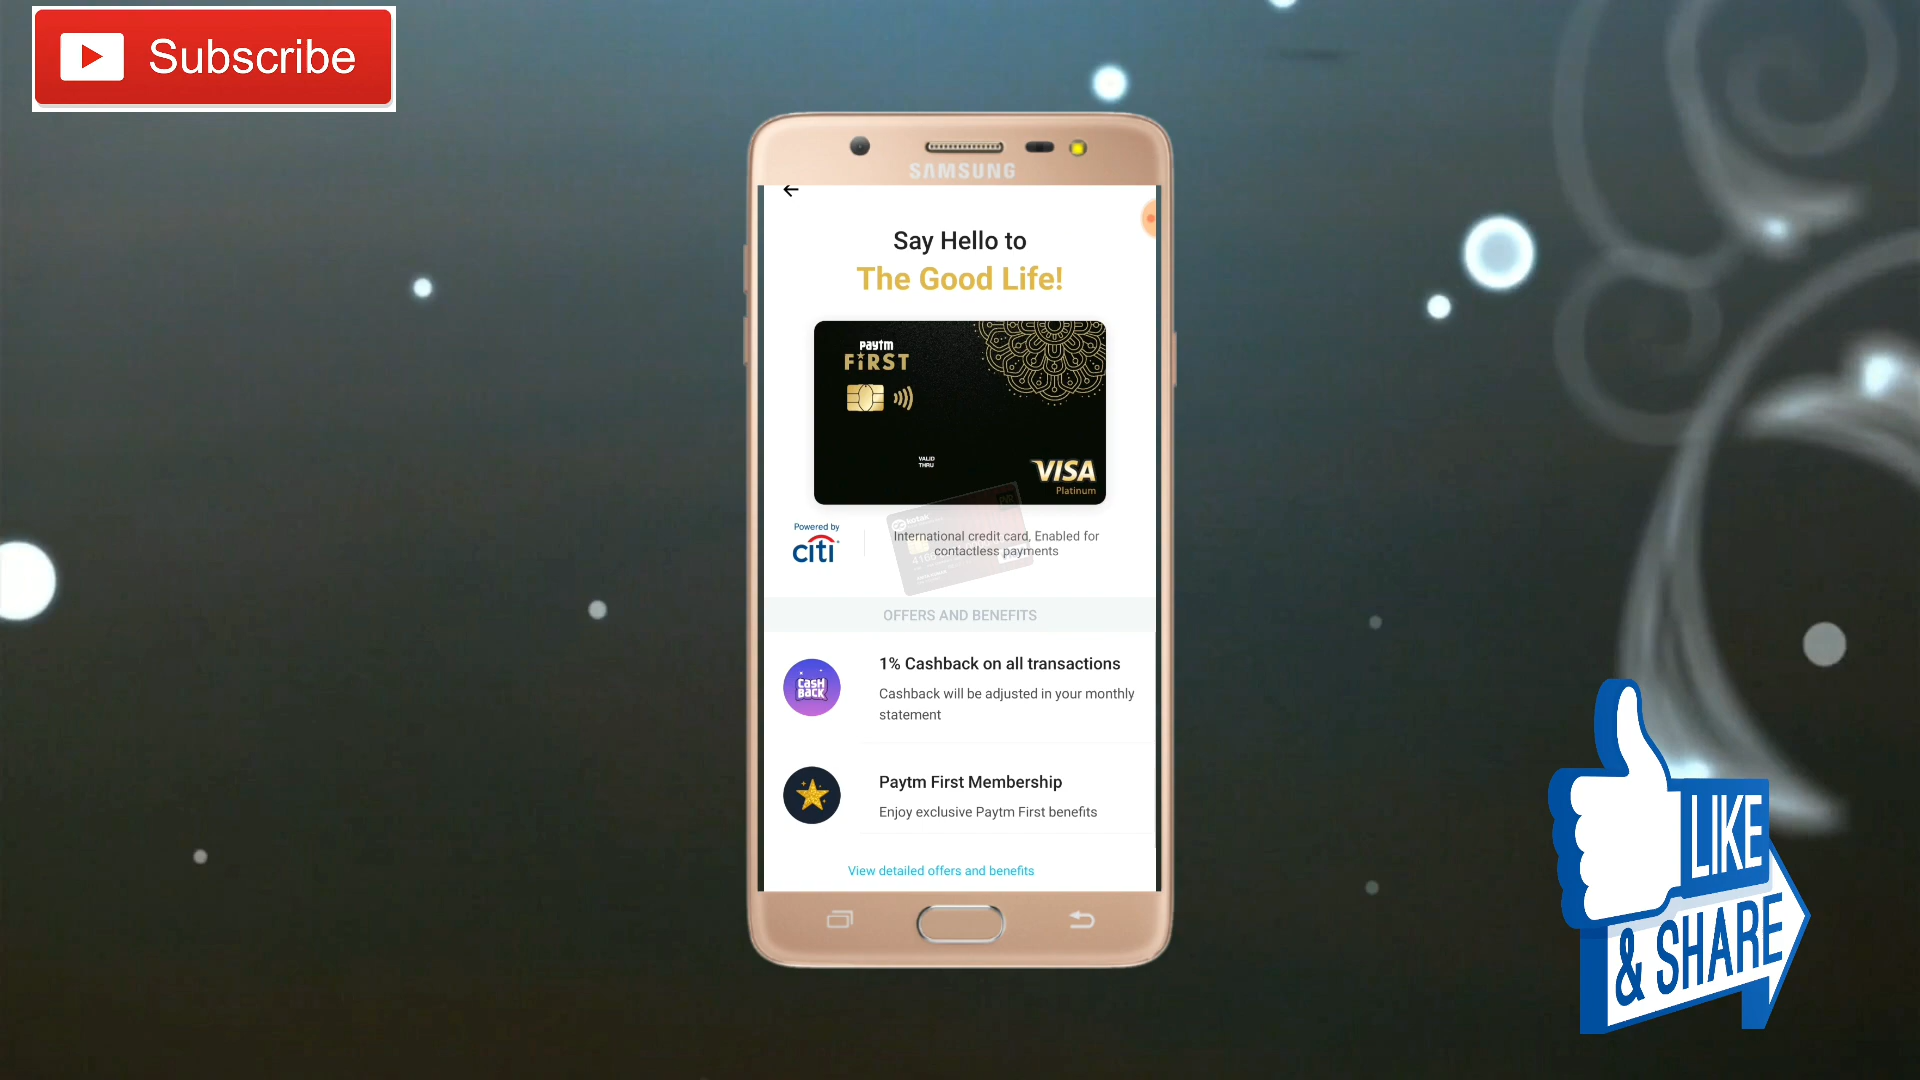 Subscribe
SAMSUNG
Say Hello to
The Good Life!
paytm
FIRST
VALID
THRU
VISA
Platinum
Powered by
citi
kotak
PVR
International credit card, Enabled for
contactless payments
OFFERS AND BENEFITS
CASH
BACK
1% Cashback on all transactions
Cashback will be adjusted in your monthly
statement
Paytm First Membership
Enjoy exclusive Paytm First benefits
View detailed offers and benefits
LIKE
& SHARE